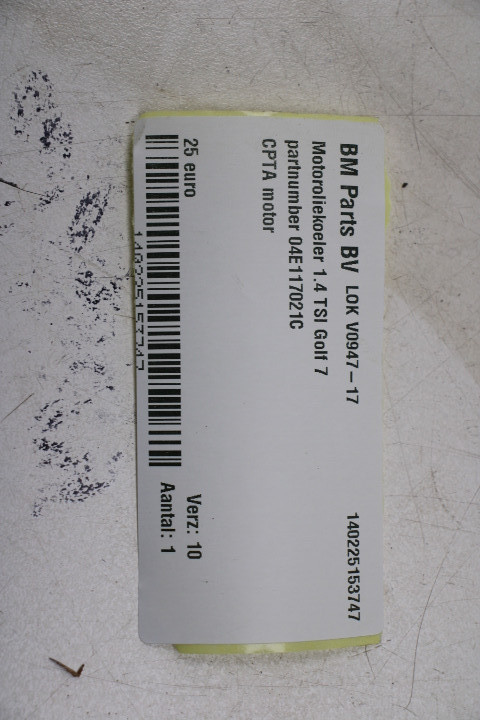 BM Parts BV LOK V0947-17 140225153747
Motoroliekoeler 1.4 TSI Golf 7
partnumber 04E117021C
CPTA motor
25 euro Verz: 10
Aantal: 1
140225153747